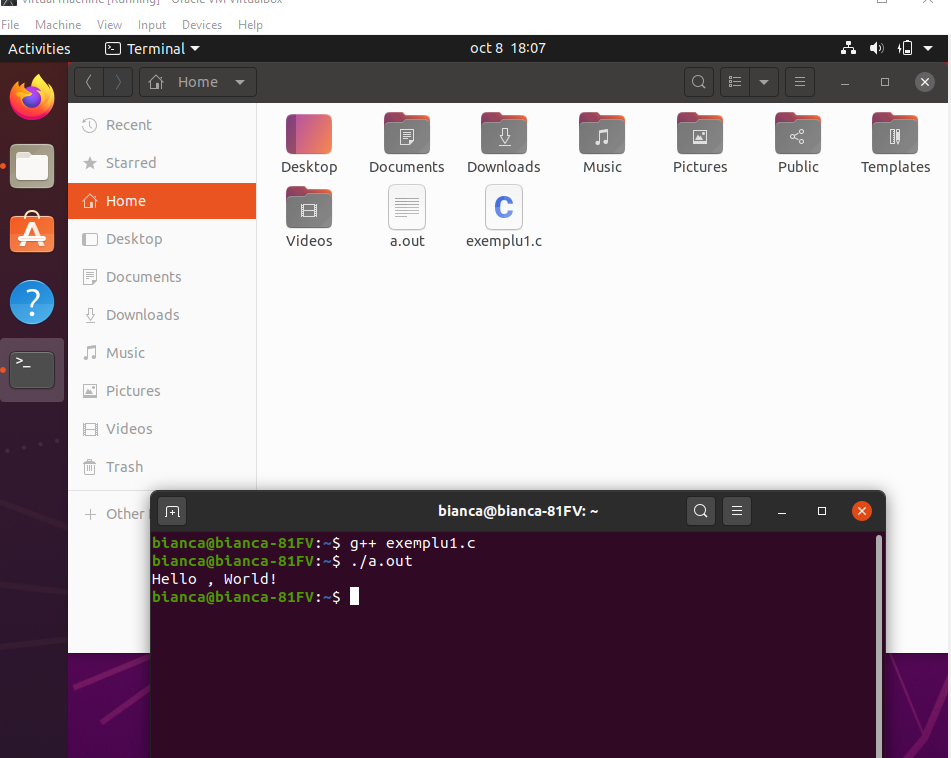 Virtual machine [Running] - Oracle VM VirtualBox
File Machine View Input Devices Help
Activities Terminal oct 8 18:07
Home
Recent
Starred
Home
Desktop
Documents
Downloads
Music
Pictures
Videos
Trash
Other
Desktop Documents Downloads Music Pictures Public Templates
Videos a.out exemplu1.c
bianca@bianca-81FV: ~
bianca@bianca-81FV:~$ g++ exemplu1.c
bianca@bianca-81FV:~$ ./a.out
Hello , World!
bianca@bianca-81FV:~$